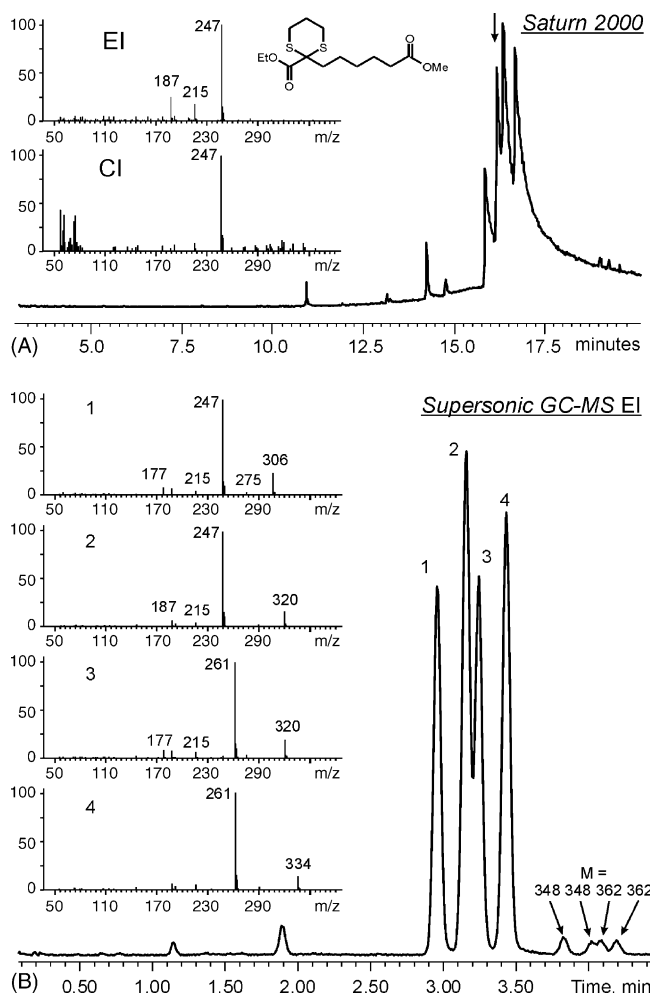 Saturn 2000
100
50
0
EI
247
187
215
50 110 170 230 290 m/z
EtO
O
S S
O
OMe
100
50
0
CI
247
50 110 170 230 290 m/z
(A)
5.0 7.5 10.0 12.5 15.0 17.5 minutes
Supersonic GC-MS EI
100
50
0
1
247
177
215
275
306
50 110 170 230 290 m/z
100
50
0
2
247
187
215
320
50 110 170 230 290 m/z
100
50
0
3
261
177
215
320
50 110 170 230 290 m/z
100
50
0
4
261
334
50 110 170 230 290 m/z
1
2
3
4
M =
348 348 362 362
(B)
0.50 1.00 1.50 2.00 2.50 3.00 3.50 Time, min